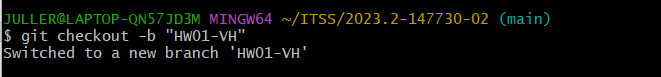 JULLER@LAPTOP-QN57JD3M MINGW64 ~/ITSS/2023.2-147730-02 (main)
$ git checkout -b "HW01-VH"
Switched to a new branch 'HW01-VH'